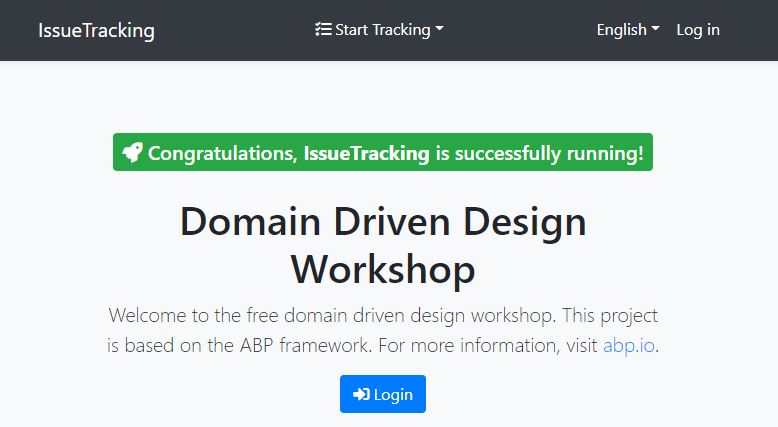 IssueTracking
Start Tracking
English
Log in
Congratulations, IssueTracking is successfully running!
Domain Driven Design
Workshop
Welcome to the free domain driven design workshop. This project
is based on the ABP framework. For more information, visit abp.io.
Login